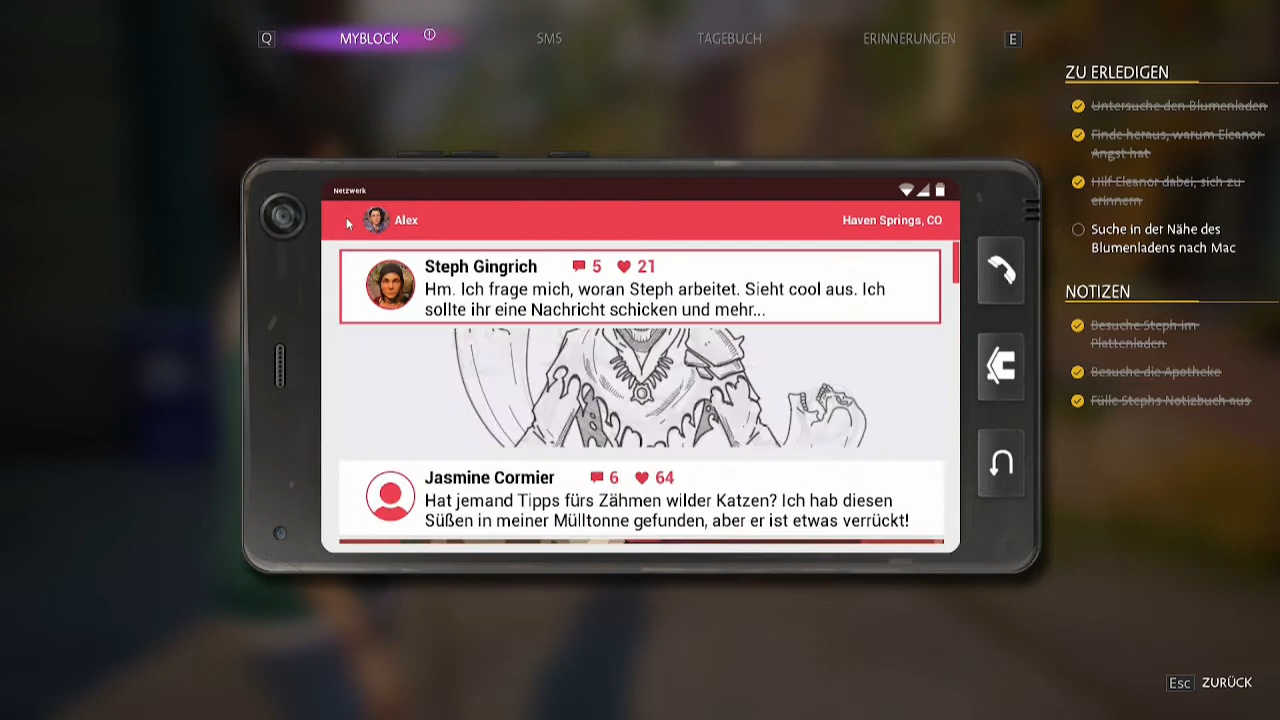 Q MYBLOCK SMS TAGEBUCH ERINNERUNGEN E
Netzwerk
Alex Haven Springs, CO
Steph Gingrich 5 21
Hm. Ich frage mich, woran Steph arbeitet. Sieht cool aus. Ich
sollte ihr eine Nachricht schicken und mehr...
Jasmine Cormier 6 64
Hat jemand Tipps fürs Zähmen wilder Katzen? Ich hab diesen
Süßen in meiner Mülltonne gefunden, aber er ist etwas verrückt!
ZU ERLEDIGEN
Untersuche den Blumenladen
Finde heraus, warum Eleanor
Angst hat
Hilf Eleanor dabei, sich zu
erinnern
Suche in der Nähe des
Blumenladens nach Mac
NOTIZEN
Besuche Steph im
Plattenladen
Besuche die Apotheke
Fülle Stephs Notizbuch aus
Esc ZURÜCK